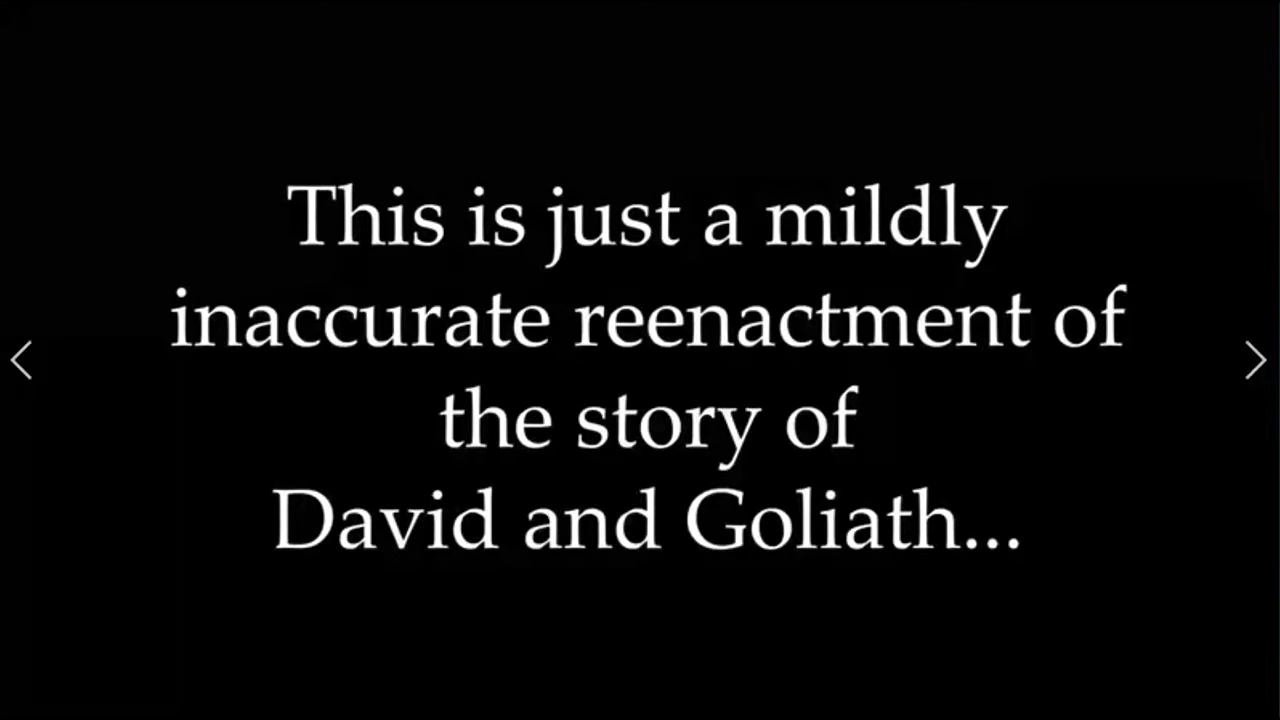 This is just a mildly
inaccurate reenactment of
the story of
David and Goliath...